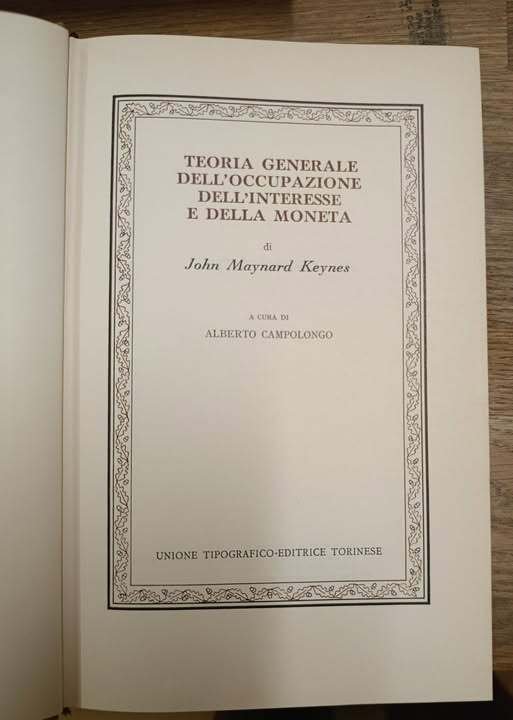 TEORIA GENERALE
DELL'OCCUPAZIONE
DELL'INTERESSE
E DELLA MONETA
di
John Maynard Keynes
A CURA DI
ALBERTO CAMPOLONGO
UNIONE TIPOGRAFICO-EDITRICE TORINESE